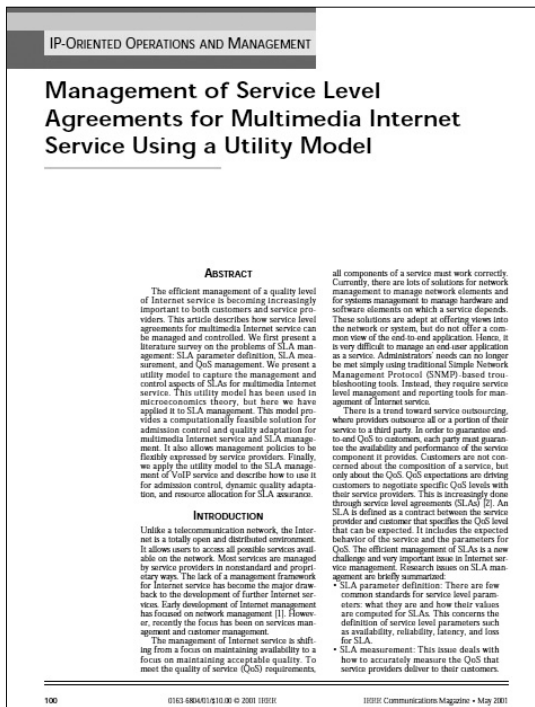 IP-ORIENTED OPERATIONS AND MANAGEMENT
Management of Service Level
Agreements for Multimedia Internet
Service Using a Utility Model
ABSTRACT
The efficient management of a quality level
of Internet service is becoming increasingly
important to both customers and service pro-
viders. This article describes how service level
agreements for multimedia Internet service can
be managed and controlled. We first present a
literature survey on the problems of SLA man-
agement: SLA parameter definition, SLA mea-
surement, and QoS management. We present a
utility model to capture the management and
control aspects of SLAs for multimedia Internet
service. This utility model has been used in
microeconomics theory, but here we have
applied it to SLA management. This model pro-
vides a computationally feasible solution for
admission control and quality adaptation for
multimedia Internet service and SLA manage-
ment. It also allows management policies to be
flexibly expressed by service providers. Finally,
we apply the utility model to the SLA manage-
ment of VoIP service and describe how to use it
for admission control, dynamic quality adapta-
tion, and resource allocation for SLA assurance.
INTRODUCTION
Unlike a telecommunication network, the Inter-
net is a totally open and distributed environment.
It allows users to access all possible services avail-
able on the network. Most services are managed
by service providers in nonstandard and propri-
etary ways. The lack of a management framework
for Internet service has become the major draw-
back to the development of further Internet ser-
vices. Early development of Internet management
has focused on network management [1]. Howev-
er, recently the focus has been on services man-
agement and customer management.
The management of Internet service is shift-
ing from a focus on maintaining availability to a
focus on maintaining acceptable quality. To
meet the quality of service (QoS) requirements,
all components of a service must work correctly.
Currently, there are lots of solutions for network
management to manage network elements and
for systems management to manage hardware and
software elements on which a service depends.
These solutions are adept at offering views into
the network or system, but do not offer a com-
mon view of the end-to-end application. Hence, it
is very difficult to manage an end-user application
as a service. Administrators' needs can no longer
be met simply using traditional Simple Network
Management Protocol (SNMP)-based trou-
bleshooting tools. Instead, they require service
level management and reporting tools for man-
agement of Internet service.
There is a trend toward service outsourcing,
where providers outsource all or a portion of their
service to a third party. In order to guarantee end-
to-end QoS to customers, each party must guaran-
tee the availability and performance of the service
component it provides. Customers are not con-
cerned about the composition of a service, but
only about the QoS. QoS expectations are driving
customers to negotiate specific QoS levels with
their service providers. This is increasingly done
through service level agreements (SLAs) [2]. An
SLA is defined as a contract between the service
provider and customer that specifies the QoS level
that can be expected. It includes the expected
behavior of the service and the parameters for
QoS. The efficient management of SLAs is a new
challenge and very important issue in Internet ser-
vice management. Research issues on SLA man-
agement are briefly summarized:
• SLA parameter definition: There are few
common standards for service level param-
eters: what they are and how their values
are computed for SLAs. This concerns the
definition of service level parameters such
as availability, reliability, latency, and loss
for SLA.
• SLA measurement: This issue deals with
how to accurately measure the QoS that
service providers deliver to their customers.
100 0163-6804/01/$10.00 © 2001 IEEE IEEE Communications Magazine • May 2001